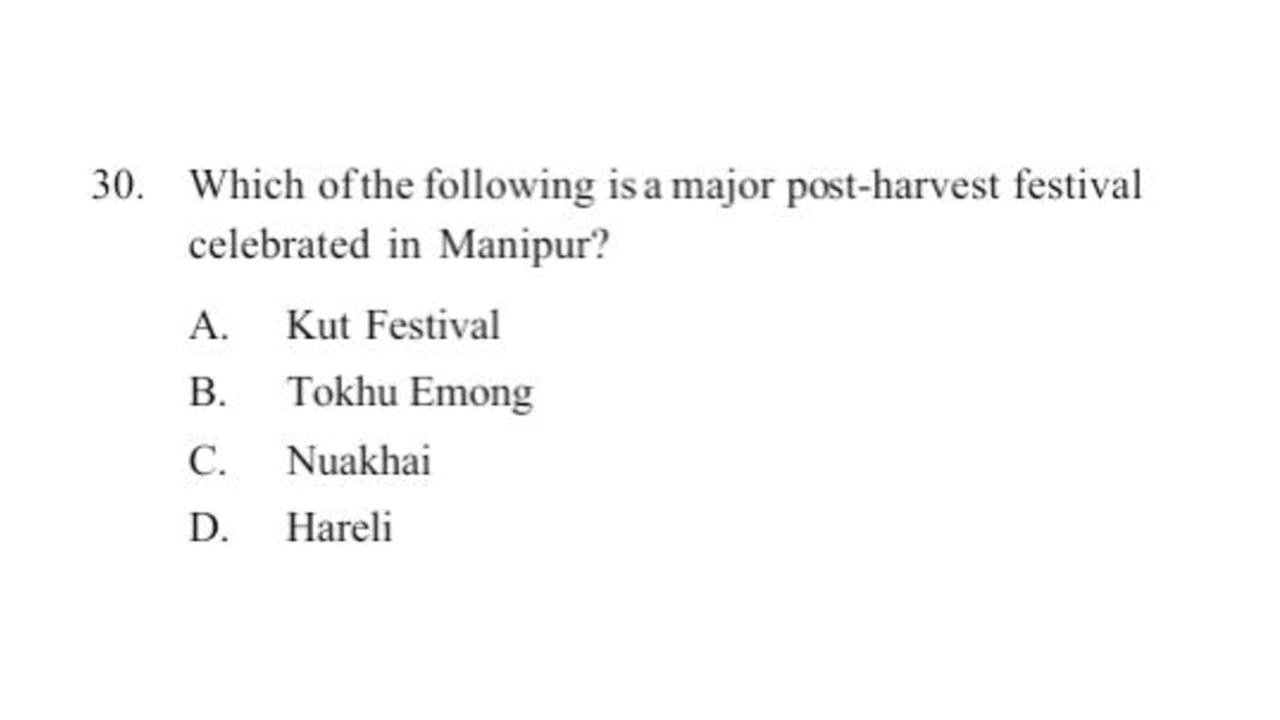 30. Which of the following is a major post-harvest festival
celebrated in Manipur?
A. Kut Festival
B. Tokhu Emong
C. Nuakhai
D. Hareli